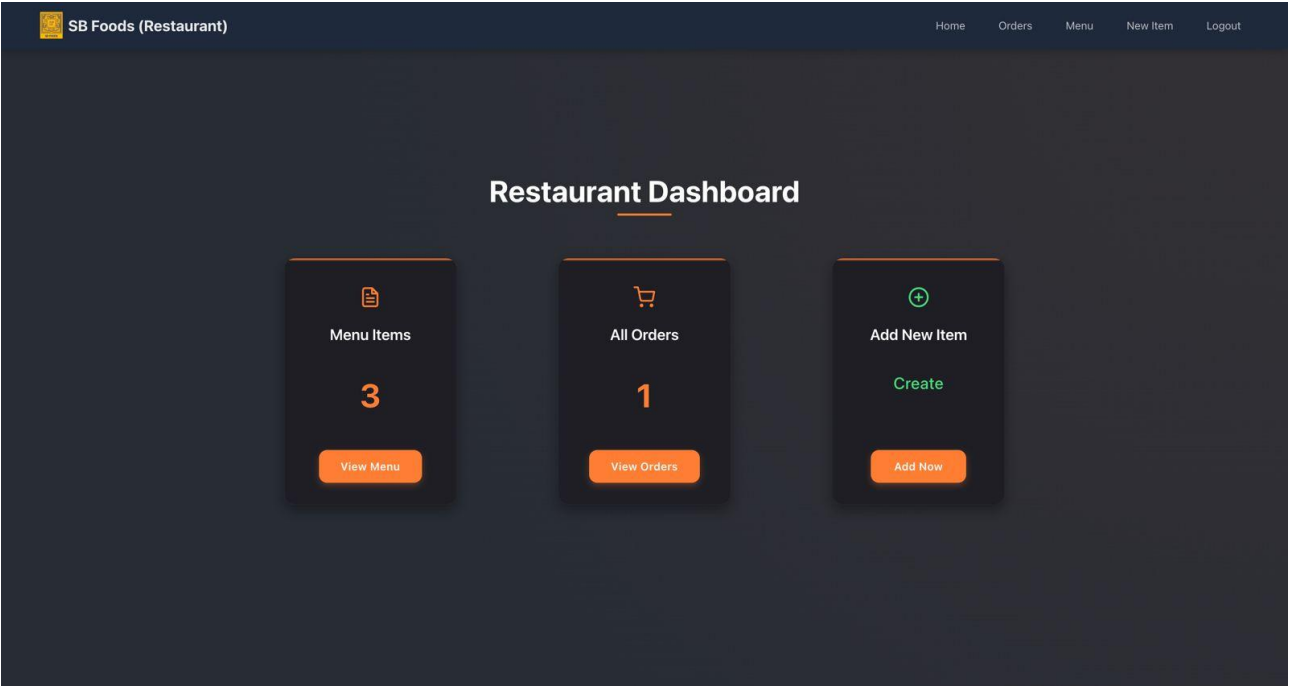 SB Foods (Restaurant)
Home Orders Menu New Item Logout
Restaurant Dashboard
Menu Items
3
View Menu
All Orders
1
View Orders
Add New Item
Create
Add Now